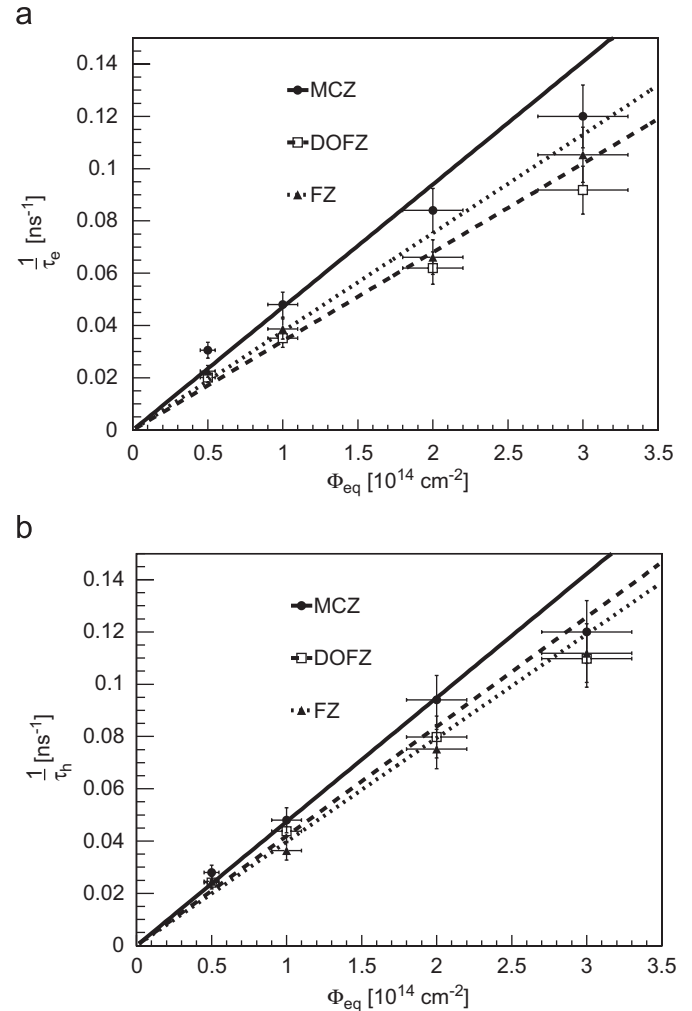 a
0.14
0.12
0.1
0.08
0.06
0.04
0.02
0
1/τe [ns-1]
MCZ
DOFZ
FZ
0 0.5 1 1.5 2 2.5 3 3.5
Φeq [10^14 cm-2]
b
0.14
0.12
0.1
0.08
0.06
0.04
0.02
0
1/τh [ns-1]
MCZ
DOFZ
FZ
0 0.5 1 1.5 2 2.5 3 3.5
Φeq [10^14 cm-2]